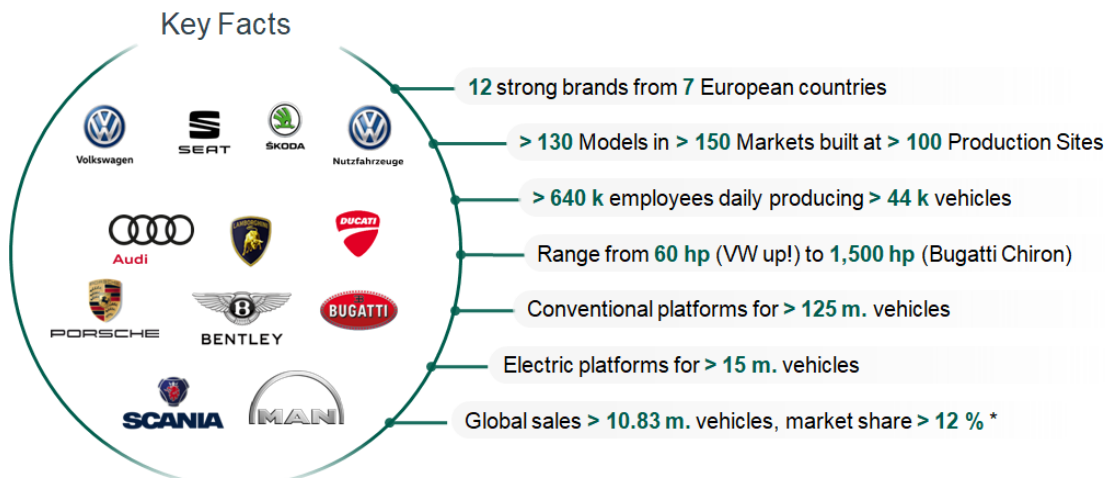 Key Facts
12 strong brands from 7 European countries
Volkswagen
SEAT
ŠKODA
Nutzfahrzeuge
> 130 Models in > 150 Markets built at > 100 Production Sites
> 640 k employees daily producing > 44 k vehicles
Audi
LAMBORGHINI
DUCATI
Range from 60 hp (VW up!) to 1,500 hp (Bugatti Chiron)
PORSCHE
B
BENTLEY
BUGATTI
Conventional platforms for > 125 m. vehicles
Electric platforms for > 15 m. vehicles
SCANIA
MAN
Global sales > 10.83 m. vehicles, market share > 12 % *